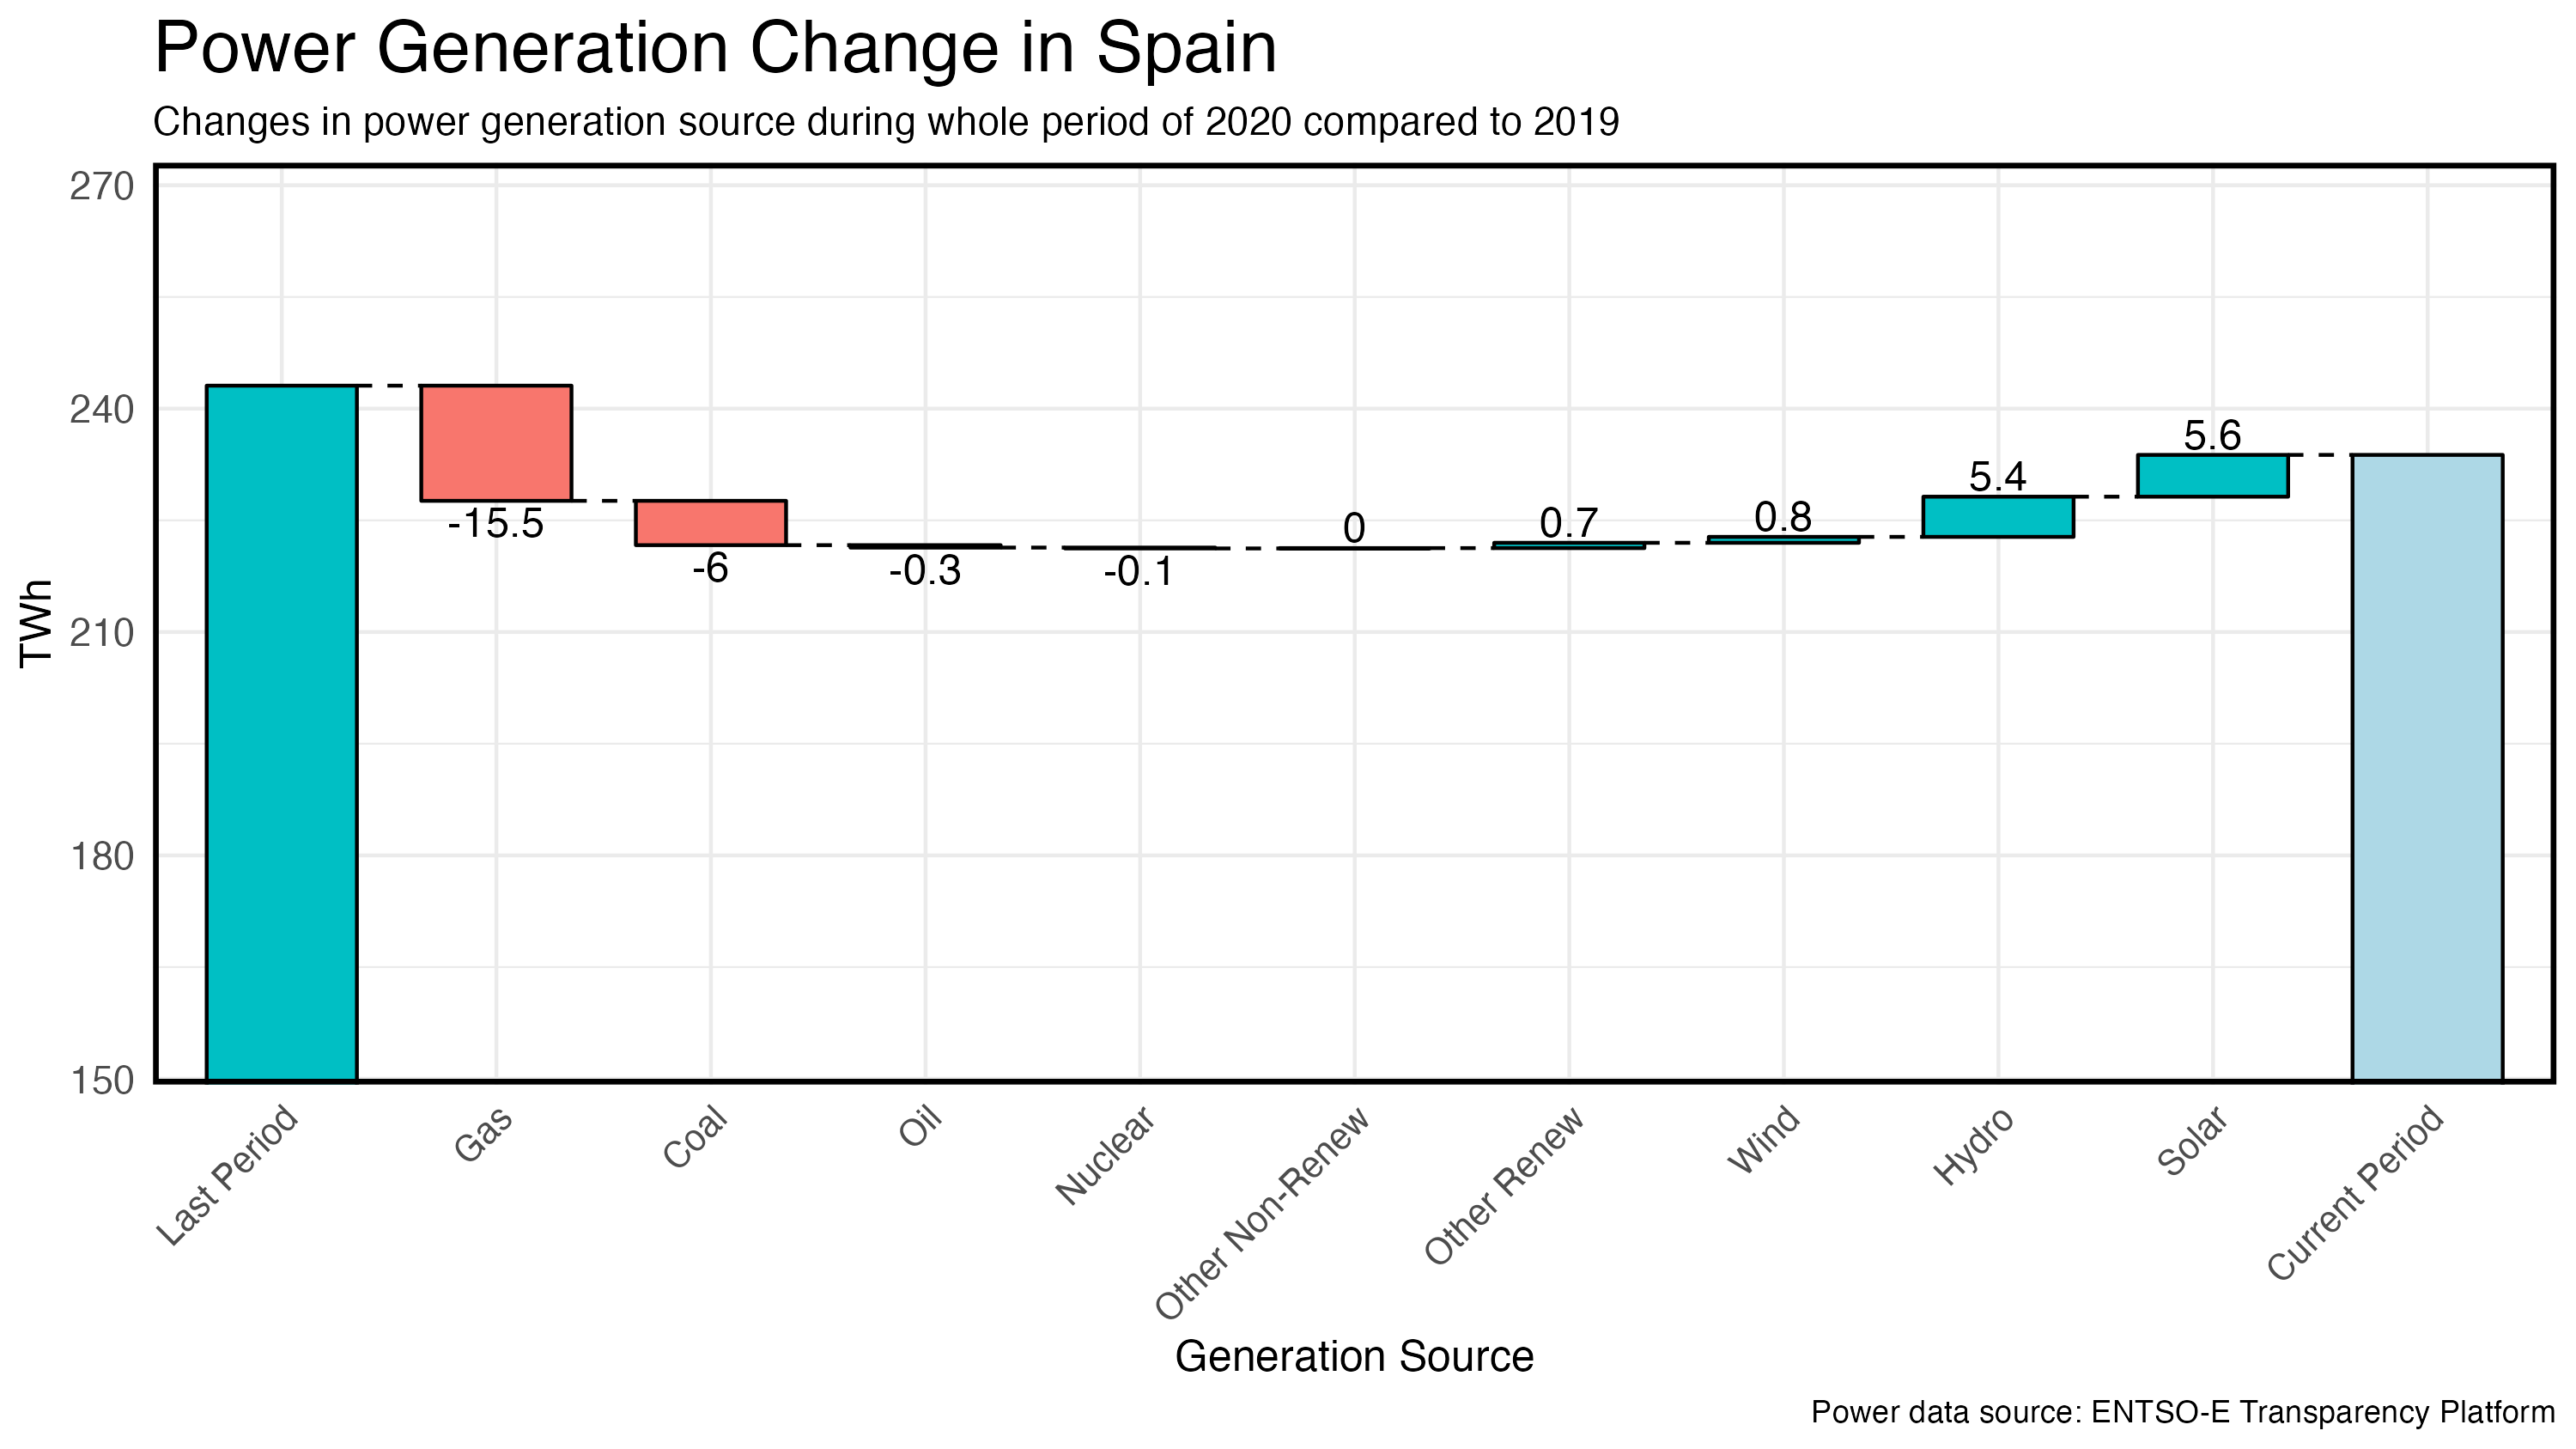 Power Generation Change in Spain
Changes in power generation source during whole period of 2020 compared to 2019
270
240
210
180
150
TWh
-15.5
-6
-0.3
-0.1
0
0.7
0.8
5.4
5.6
Last Period
Gas
Coal
Oil
Nuclear
Other Non-Renew
Other Renew
Wind
Hydro
Solar
Current Period
Generation Source
Power data source: ENTSO-E Transparency Platform